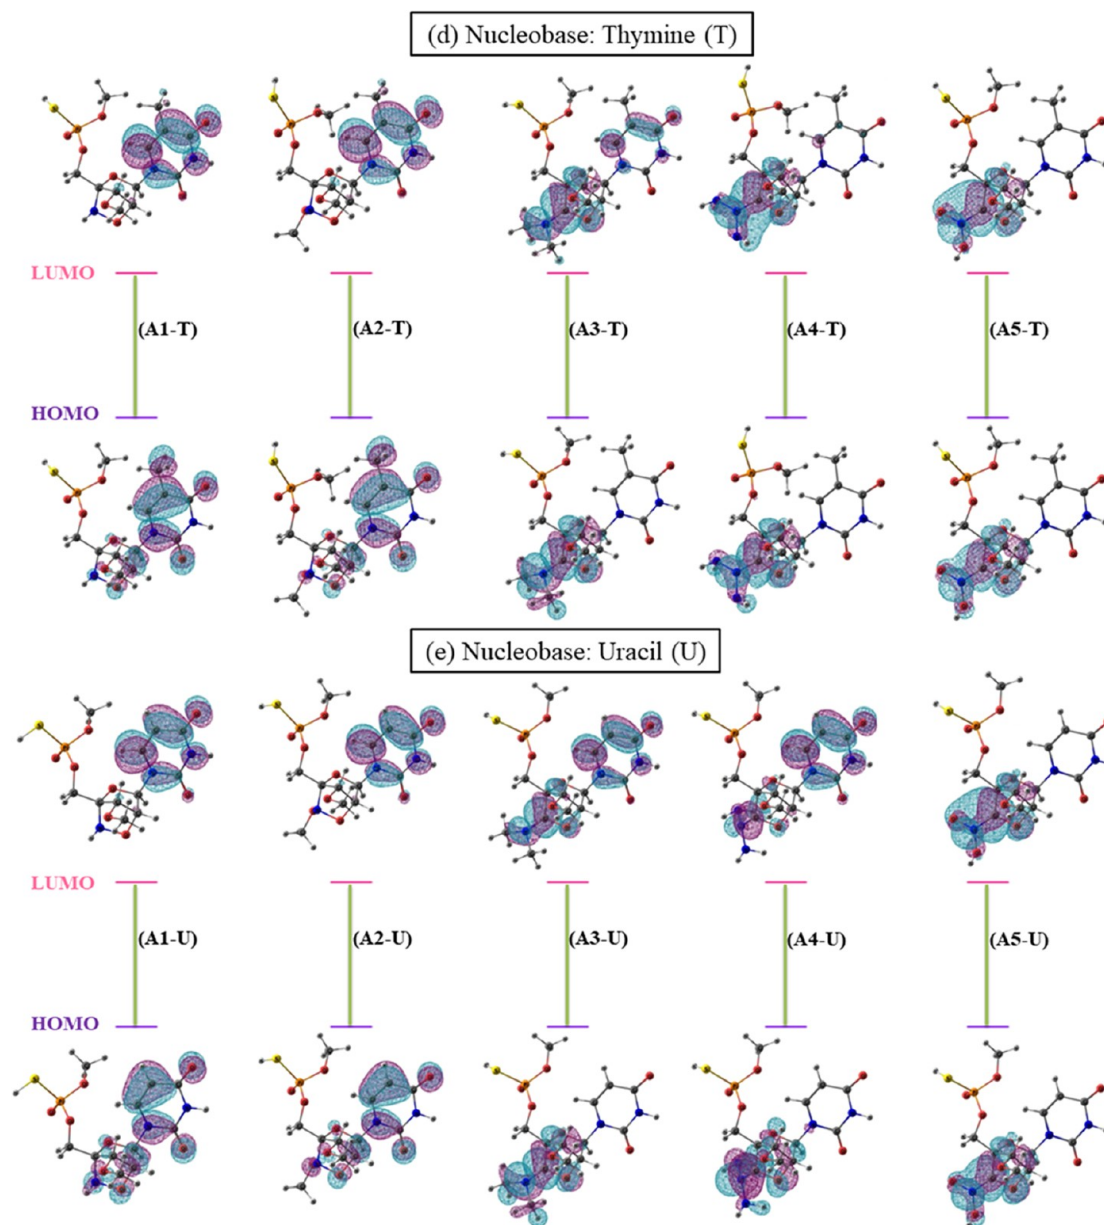 (d) Nucleobase: Thymine (T)
LUMO
(A1-T) (A2-T) (A3-T) (A4-T) (A5-T)
HOMO
(e) Nucleobase: Uracil (U)
LUMO
(A1-U) (A2-U) (A3-U) (A4-U) (A5-U)
HOMO